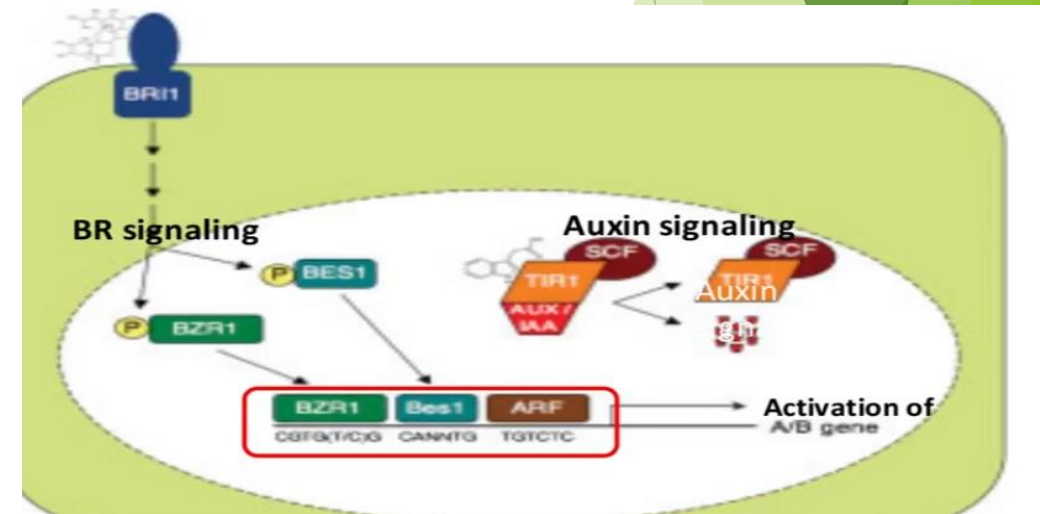 BRI1
BR signaling
Auxin signaling
SCF
SCF
P BES1
TIR1
TIR1
Auxin
AUX /
IAA
P BZR1
BZR1 Bes1 ARF
CGTG(T/C)G CANNTG TGTCTC
Activation of
A/B gene